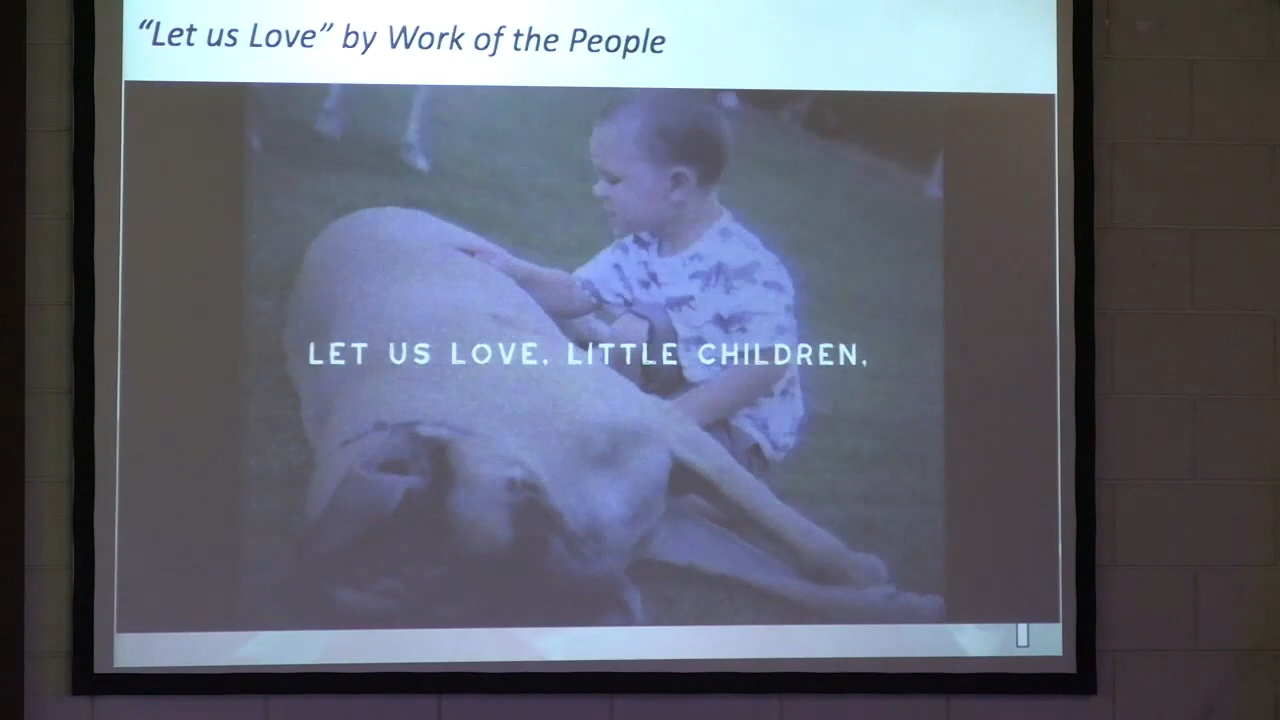 “Let us Love” by Work of the People
LET US LOVE, LITTLE CHILDREN,